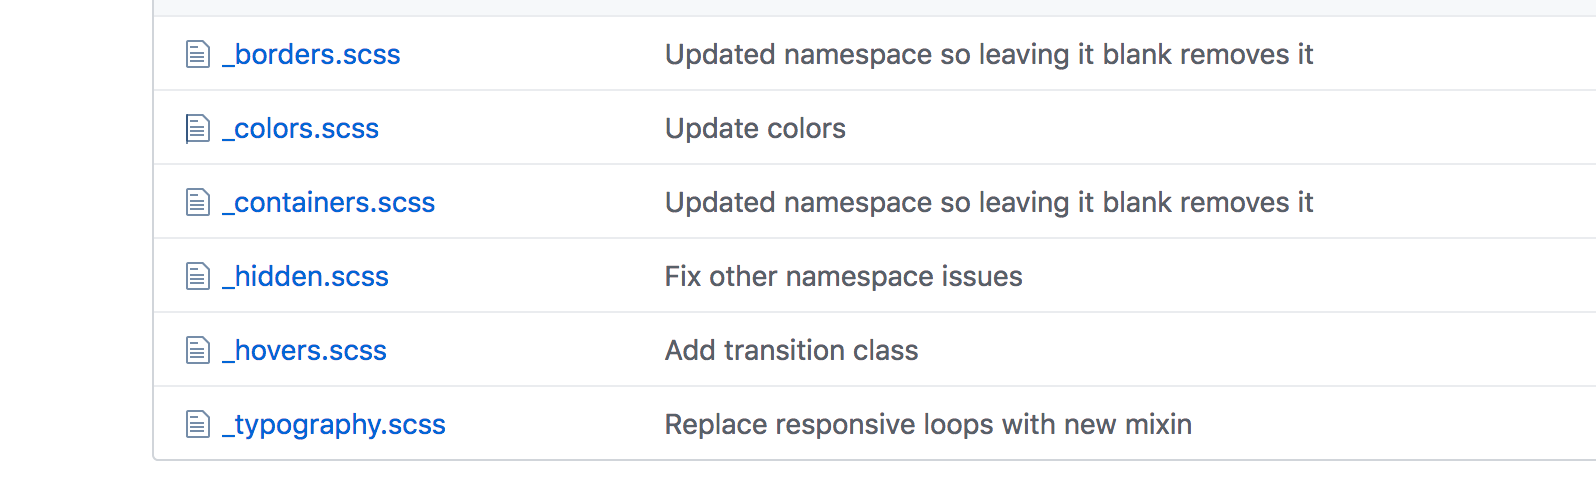 _borders.scss Updated namespace so leaving it blank removes it
_colors.scss Update colors
_containers.scss Updated namespace so leaving it blank removes it
_hidden.scss Fix other namespace issues
_hovers.scss Add transition class
_typography.scss Replace responsive loops with new mixin